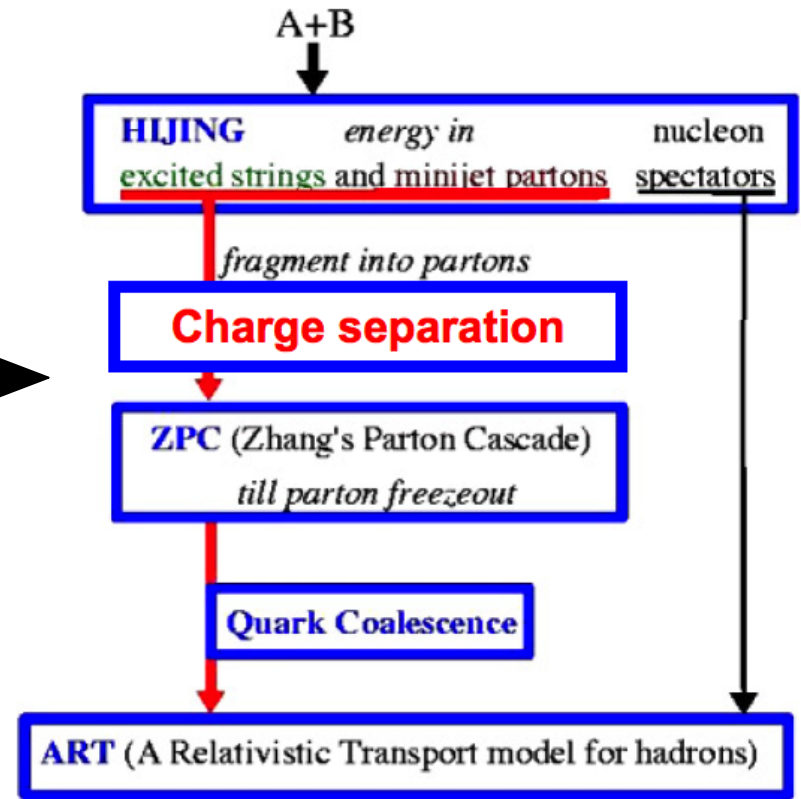 A+B
HIJING energy in nucleon
excited strings and minijet partons spectators
fragment into partons
Charge separation
ZPC (Zhang's Parton Cascade)
till parton freezeout
Quark Coalescence
ART (A Relativistic Transport model for hadrons)